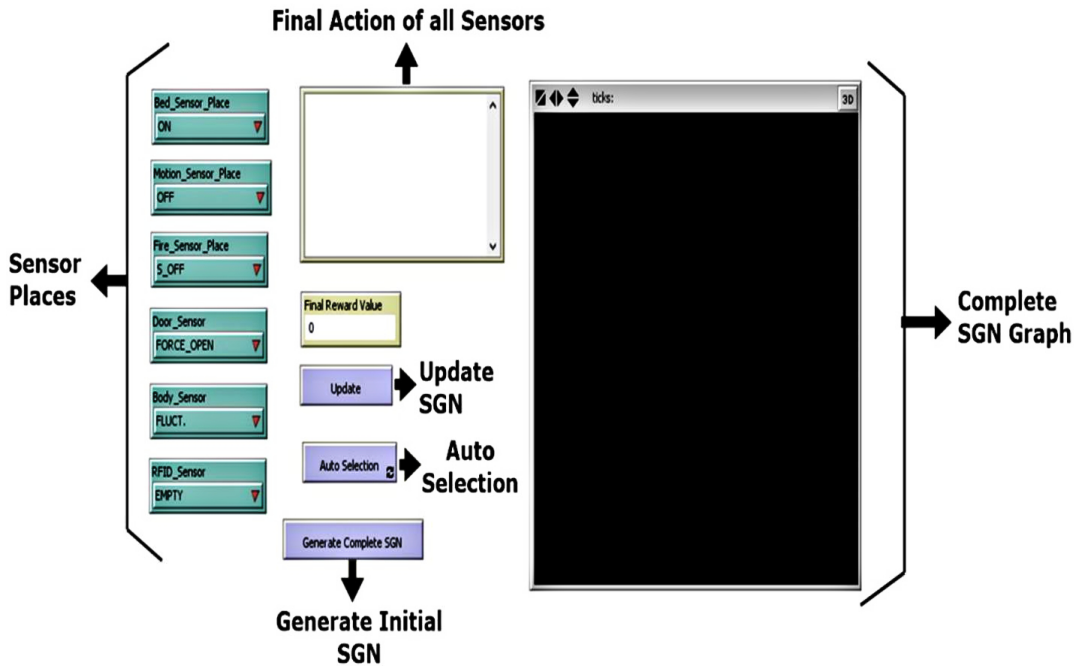 Final Action of all Sensors
Bed_Sensor_Place
ON
Motion_Sensor_Place
OFF
Fire_Sensor_Place
S_OFF
Door_Sensor
FORCE_OPEN
Body_Sensor
FLUCT.
RFID_Sensor
EMPTY
Sensor
Places
Final Reward Value
0
Update
Update
SGN
Auto Selection
Auto
Selection
Generate Complete SGN
Generate Initial
SGN
ticks:
3D
Complete
SGN Graph